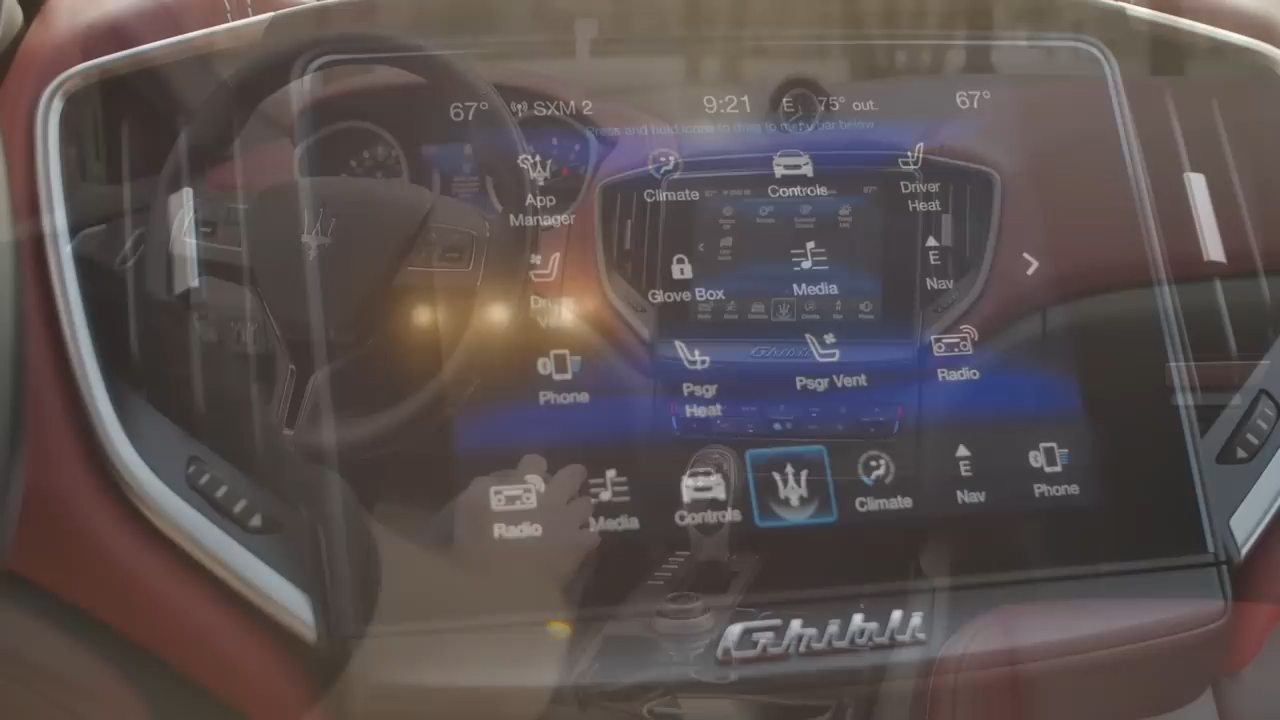 67° SXM 2 9:21 E 75° out. 67°
Press and hold icons to drag to menu bar below
App Manager
Climate
Controls
Driver Heat
Glove Box
Media
E
Nav
Phone
Psgr Heat
Psgr Vent
Radio
Radio
Media
Controls
Climate
E
Nav
Phone
Ghibli